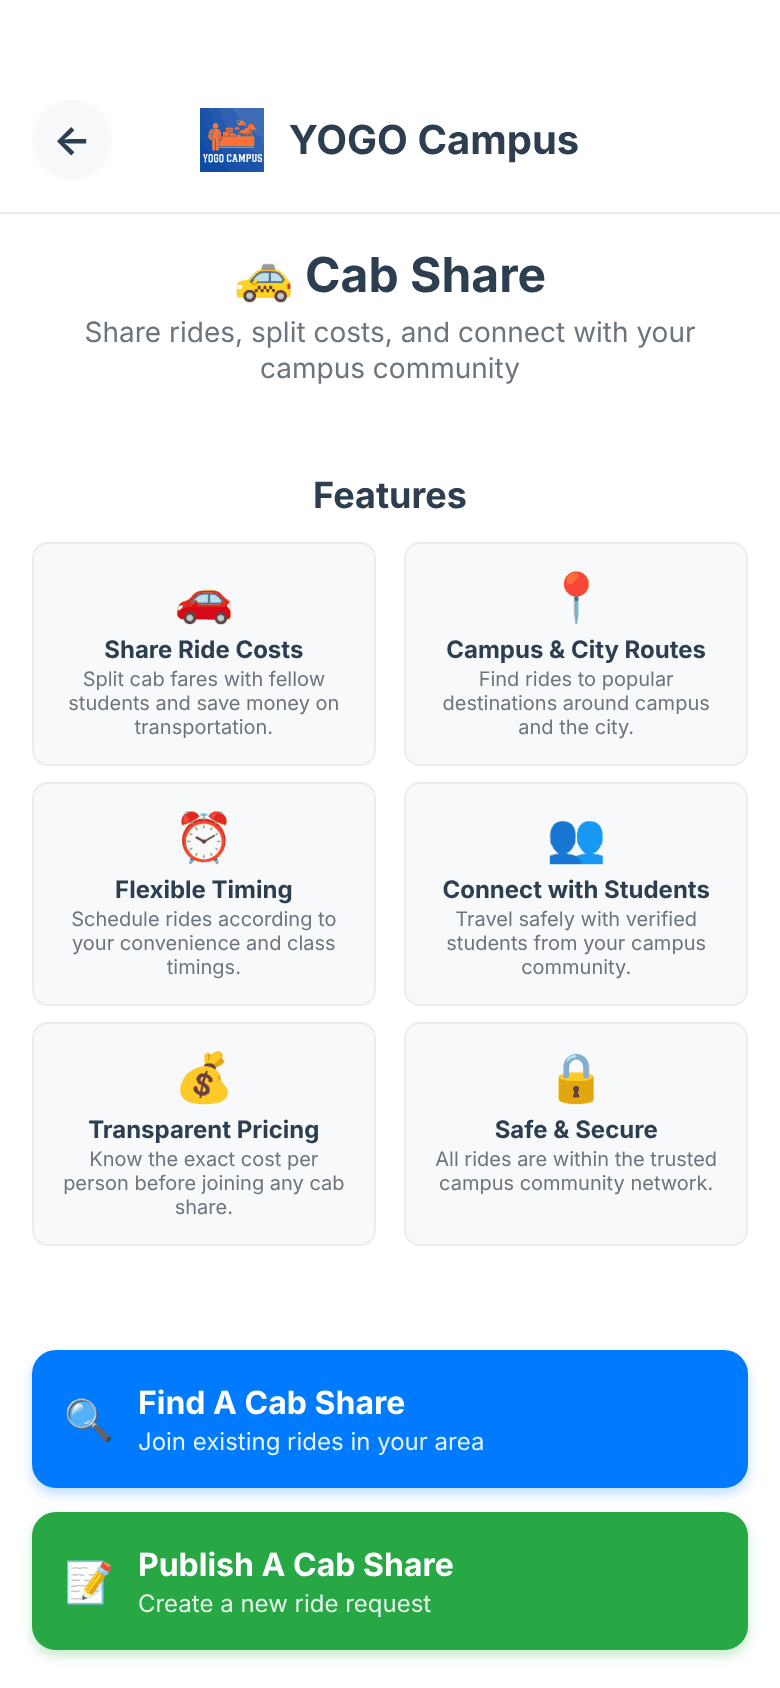 YOGO CAMPUS
YOGO Campus
Cab Share
Share rides, split costs, and connect with your
campus community
Features
Share Ride Costs
Split cab fares with fellow
students and save money on
transportation.
Campus & City Routes
Find rides to popular
destinations around campus
and the city.
Flexible Timing
Schedule rides according to
your convenience and class
timings.
Connect with Students
Travel safely with verified
students from your campus
community.
Transparent Pricing
Know the exact cost per
person before joining any cab
share.
Safe & Secure
All rides are within the trusted
campus community network.
Find A Cab Share
Join existing rides in your area
Publish A Cab Share
Create a new ride request